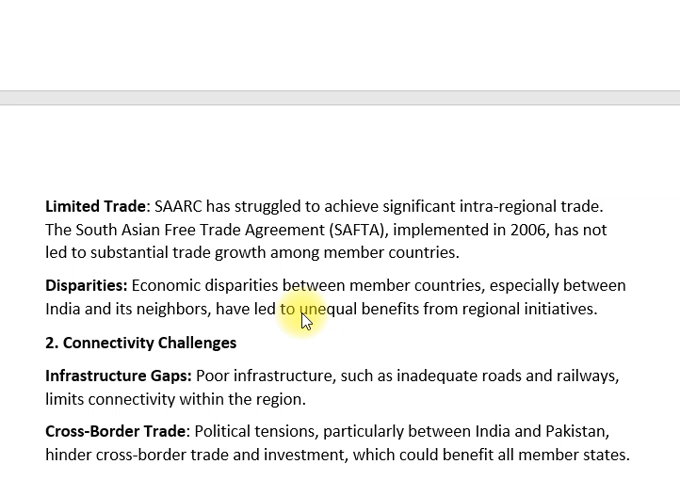 Limited Trade: SAARC has struggled to achieve significant intra-regional trade.
The South Asian Free Trade Agreement (SAFTA), implemented in 2006, has not
led to substantial trade growth among member countries.
Disparities: Economic disparities between member countries, especially between
India and its neighbors, have led to unequal benefits from regional initiatives.
2. Connectivity Challenges
Infrastructure Gaps: Poor infrastructure, such as inadequate roads and railways,
limits connectivity within the region.
Cross-Border Trade: Political tensions, particularly between India and Pakistan,
hinder cross-border trade and investment, which could benefit all member states.